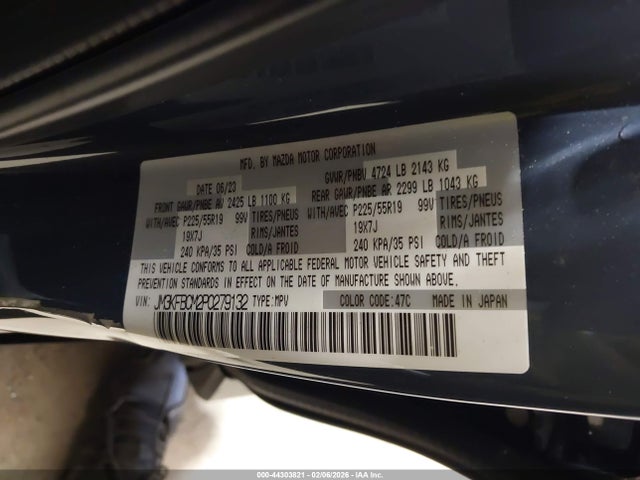 MFD. BY MAZDA MOTOR CORPORATION
DATE 06/23 GVWR/PNBV 4724 LB 2143 KG
FRONT GAWR/PNBE AV 2425 LB 1100 KG REAR GAWR/PNBE AR 2299 LB 1043 KG
WITH/AVEC P225/55R19 99V TIRES/PNEUS WITH/AVEC P225/55R19 99V TIRES/PNEUS
19X7J RIMS/JANTES 19X7J RIMS/JANTES
240 KPA/35 PSI COLD/A FROID 240 KPA/35 PSI COLD/A FROID
THIS VEHICLE CONFORMS TO ALL APPLICABLE FEDERAL MOTOR VEHICLE SAFETY AND THEFT
PREVENTION STANDARDS IN EFFECT ON THE DATE OF MANUFACTURE SHOWN ABOVE.
VIN: JM3KFBCM2P0279132 TYPE:MPV COLOR CODE:47C MADE IN JAPAN
000-44303821 | 02/06/2026 | IAA Inc.